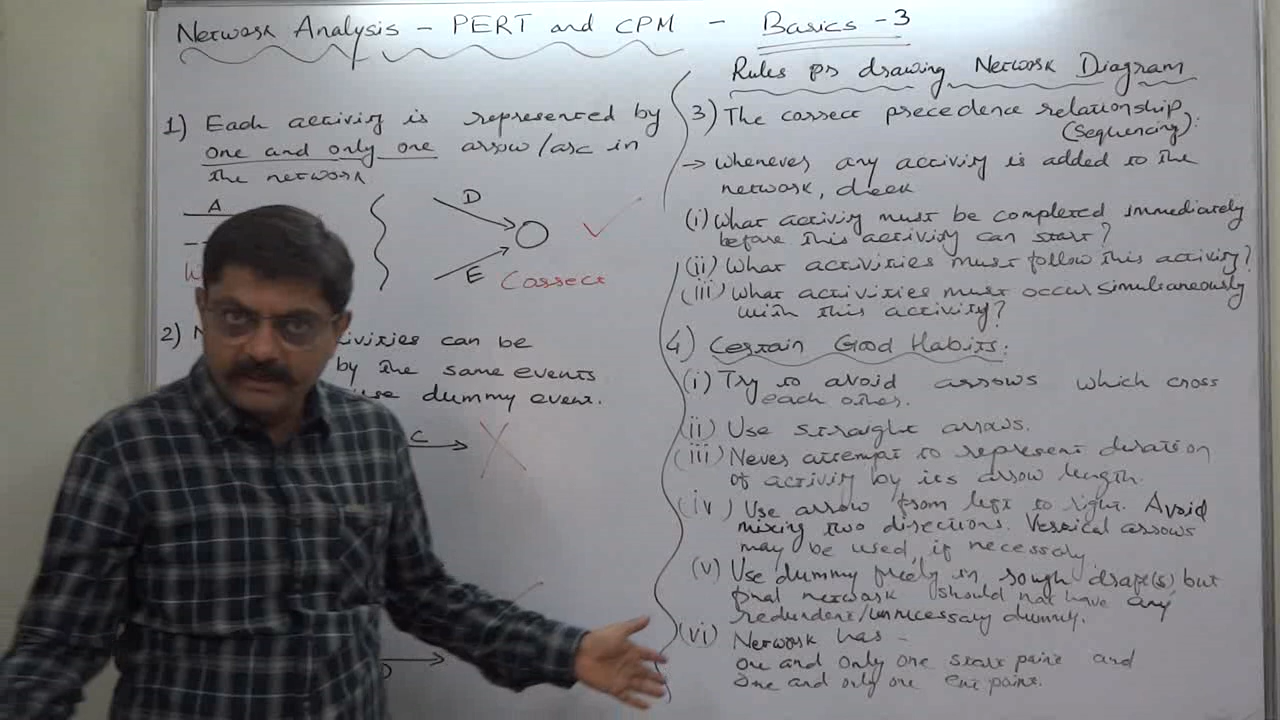 Network Analysis - PERT and CPM - Basics - 3
1) Each activity is represented by
one and only one arrow/arc in
the network
A
D
E
Correct
2)
can be
by the same events
dummy event.
C
D
Rules for drawing Network Diagram
3) The correct precedence relationship
(sequencing):
→ whenever any activity is added to the
network, check
(i) What activity must be completed immediately
before this activity can start?
(ii) What activities must follow this activity?
(iii) What activities must occur simultaneously
with this activity?
4) Certain Good Habits:
(i) Try to avoid arrows which cross
each other.
(ii) Use straight arrows.
(iii) Never attempt to represent duration
of activity by its arrow length.
(iv) Use arrow from left to right. Avoid
mixing two directions. Vertical arrows
may be used if necessary
(v) Use dummy freely in rough draft(s) but
final network should not have any
redundent/unnecessary dummy.
(vi) Network has -
one and only one start point and
one and only one end point.